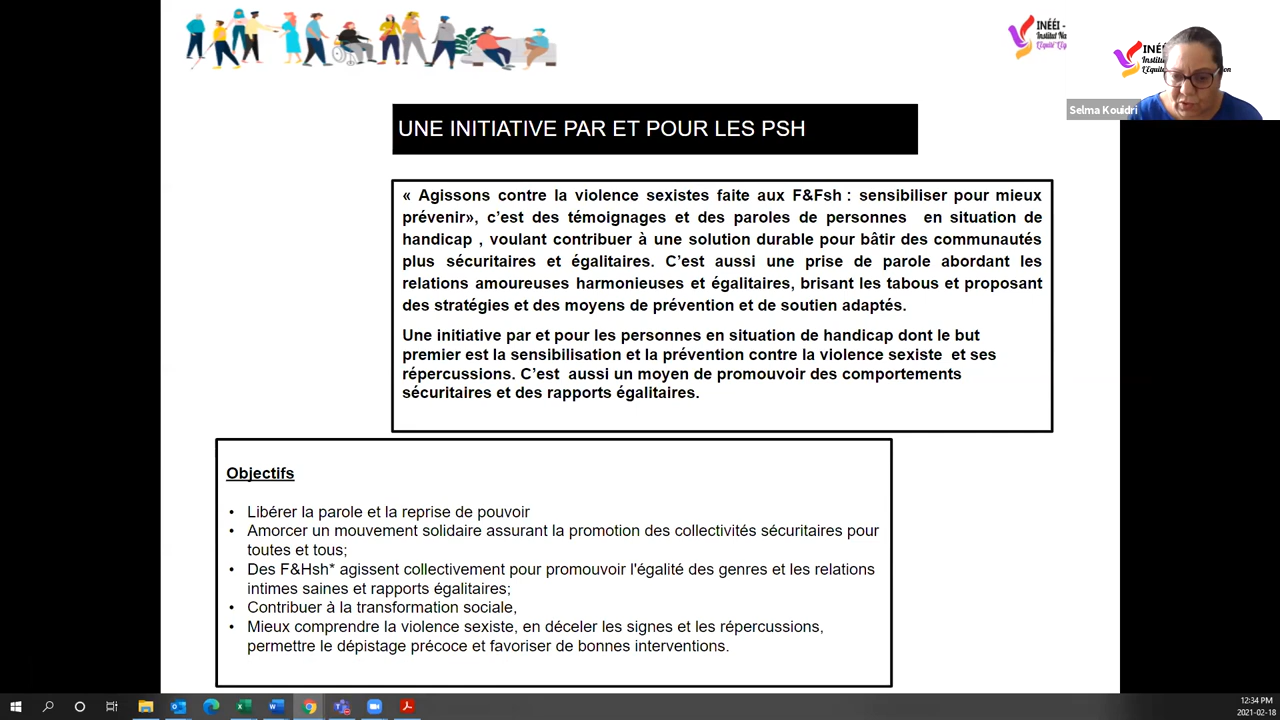 INÉÉI -
Institut Na
L'Équité L'Ég
INÉ
Institu
L'Équité
on
Selma Kouidri
UNE INITIATIVE PAR ET POUR LES PSH
« Agissons contre la violence sexistes faite aux F&Fsh : sensibiliser pour mieux
prévenir», c’est des témoignages et des paroles de personnes en situation de
handicap , voulant contribuer à une solution durable pour bâtir des communautés
plus sécuritaires et égalitaires. C’est aussi une prise de parole abordant les
relations amoureuses harmonieuses et égalitaires, brisant les tabous et proposant
des stratégies et des moyens de prévention et de soutien adaptés.
Une initiative par et pour les personnes en situation de handicap dont le but
premier est la sensibilisation et la prévention contre la violence sexiste et ses
répercussions. C’est aussi un moyen de promouvoir des comportements
sécuritaires et des rapports égalitaires.
Objectifs
• Libérer la parole et la reprise de pouvoir
• Amorcer un mouvement solidaire assurant la promotion des collectivités sécuritaires pour
toutes et tous;
• Des F&Hsh* agissent collectivement pour promouvoir l'égalité des genres et les relations
intimes saines et rapports égalitaires;
• Contribuer à la transformation sociale,
• Mieux comprendre la violence sexiste, en déceler les signes et les répercussions,
permettre le dépistage précoce et favoriser de bonnes interventions.
12:34 PM
2021-02-18